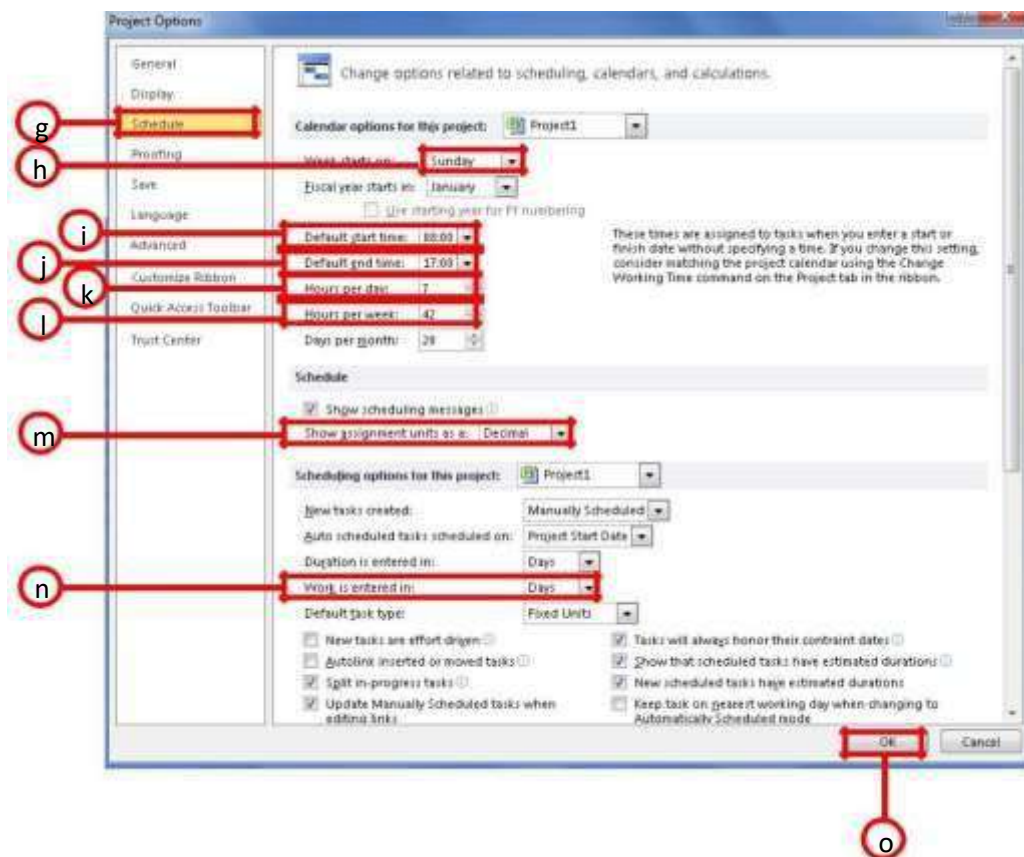 Project Options
General
Display
Schedule
Proofing
Save
Language
Advanced
Customize Ribbon
Quick Access Toolbar
Trust Center
Change options related to scheduling, calendars, and calculations.
Calendar options for this project: Project1
Week starts on: Sunday
Fiscal year starts in: January
Use starting year for FY numbering
Default start time: 08:00
Default end time: 17:00
Hours per day: 7
Hours per week: 42
Days per month: 28
These times are assigned to tasks when you enter a start or
finish date without specifying a time. If you change this setting,
consider matching the project calendar using the Change
Working Time command on the Project tab in the ribbon.
Schedule
Show scheduling messages
Show assignment units as a: Decimal
Scheduling options for this project: Project1
New tasks created: Manually Scheduled
Auto scheduled tasks scheduled on: Project Start Date
Duration is entered in: Days
Work is entered in: Days
Default task type: Fixed Units
New tasks are effort driven
Autolink inserted or moved tasks
Split in-progress tasks
Update Manually Scheduled tasks when
editing links
Tasks will always honor their contraint dates
Show that scheduled tasks have estimated durations
New scheduled tasks have estimated durations
Keep task on nearest working day when changing to
Automatically Scheduled mode
OK Cancel
g
h
i
j
k
l
m
n
o